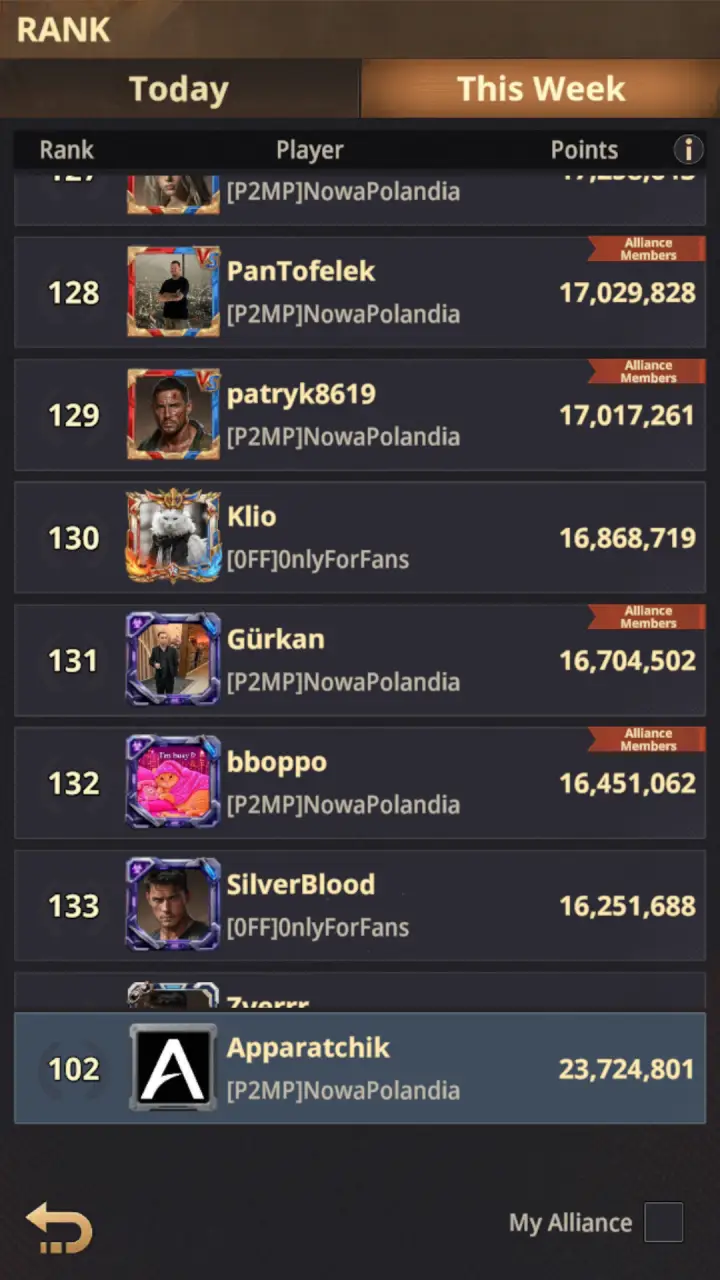 RANK
Today
This Week
Rank
Player
Points
[P2MP]NowaPolandia
128
PanTofelek
[P2MP]NowaPolandia
Alliance
Members
17,029,828
129
patryk8619
[P2MP]NowaPolandia
Alliance
Members
17,017,261
130
Klio
[0FF]0nlyForFans
16,868,719
131
Gürkan
[P2MP]NowaPolandia
Alliance
Members
16,704,502
132
bboppo
[P2MP]NowaPolandia
Alliance
Members
16,451,062
133
SilverBlood
[0FF]0nlyForFans
16,251,688
102
Apparatchik
[P2MP]NowaPolandia
23,724,801
My Alliance